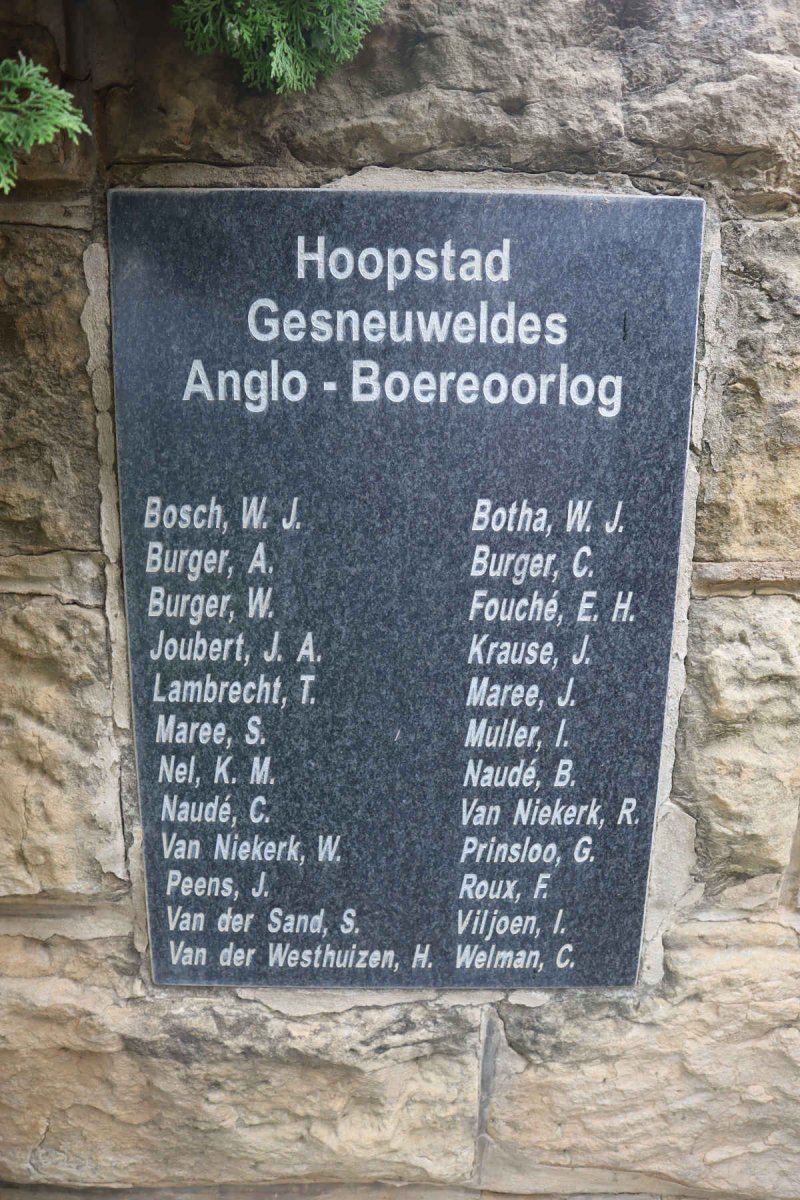 Hoopstad
Gesneuweldes
Anglo - Boereoorlog
Bosch, W. J. Botha, W. J.
Burger, A. Burger, C.
Burger, W. Fouché, E. H.
Joubert, J. A. Krause, J.
Lambrecht, T. Maree, J.
Maree, S. Muller, I.
Nel, K. M. Naudé, B.
Naudé, C. Van Niekerk, R.
Van Niekerk, W. Prinsloo, G.
Peens, J. Roux, F.
Van der Sand, S. Viljoen, I.
Van der Westhuizen, H. Welman, C.